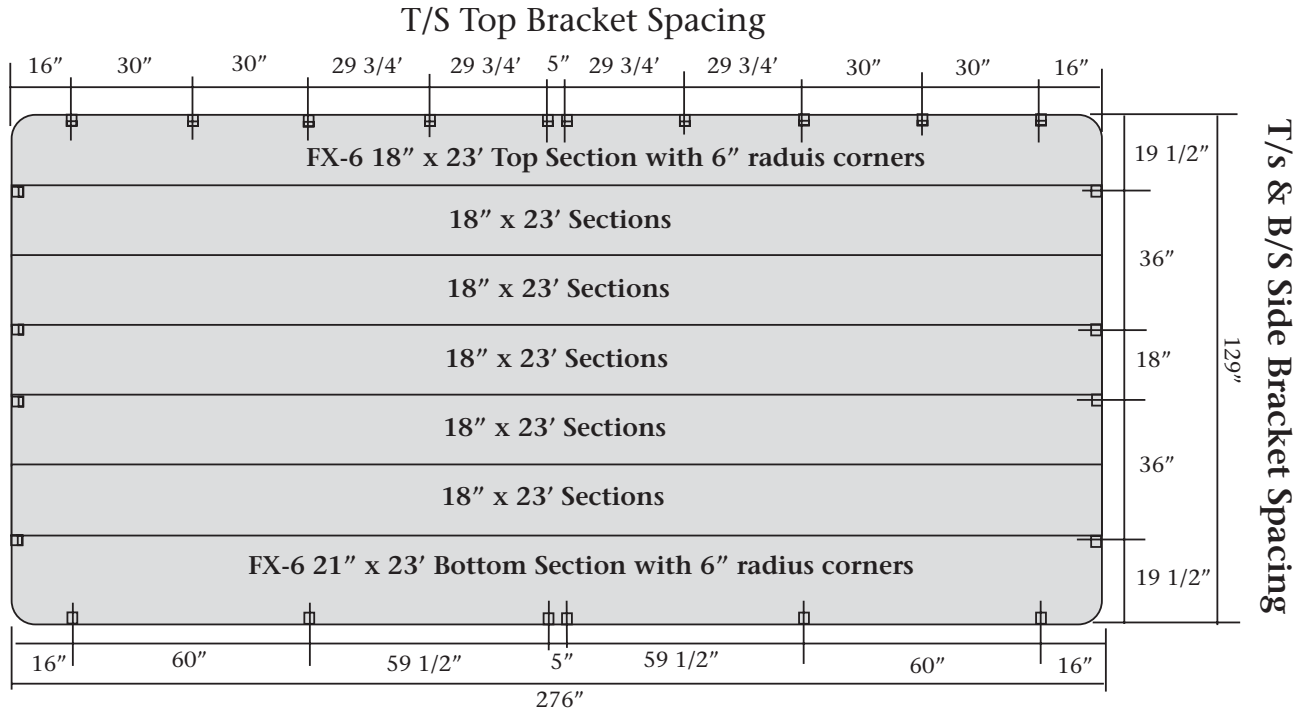 T/S Top Bracket Spacing
16″ 30″ 30″ 29 3/4′ 29 3/4′ 5″ 29 3/4′ 29 3/4′ 30″ 30″ 16″
FX-6 18″ x 23′ Top Section with 6″ raduis corners
18″ x 23′ Sections
18″ x 23′ Sections
18″ x 23′ Sections
18″ x 23′ Sections
18″ x 23′ Sections
FX-6 21″ x 23′ Bottom Section with 6″ radius corners
19 1/2″
36″
18″
36″
19 1/2″
129″
T/s & B/S Side Bracket Spacing
16″ 60″ 59 1/2″ 5″ 59 1/2″ 60″ 16″
276″